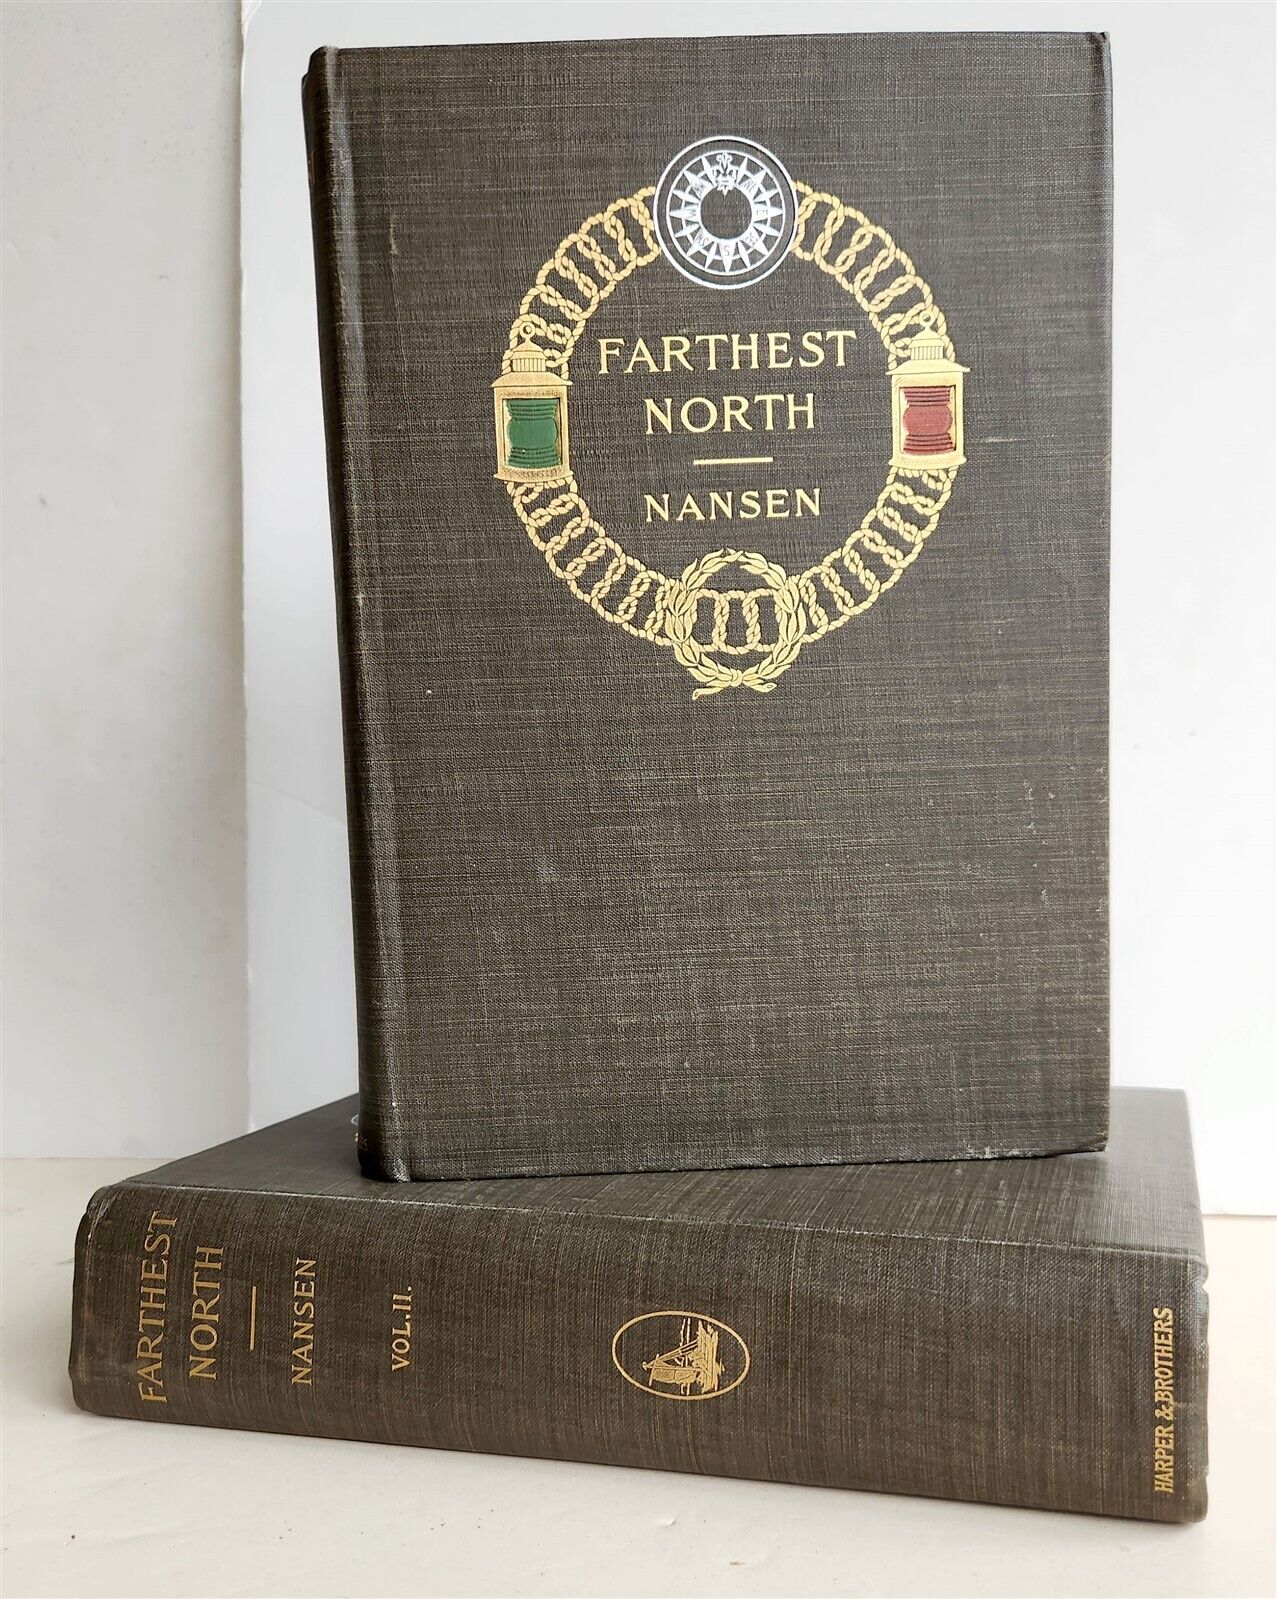 N
E
S
W
FARTHEST
NORTH
NANSEN
FARTHEST
NORTH
NANSEN
VOL. II.
HARPER & BROTHERS